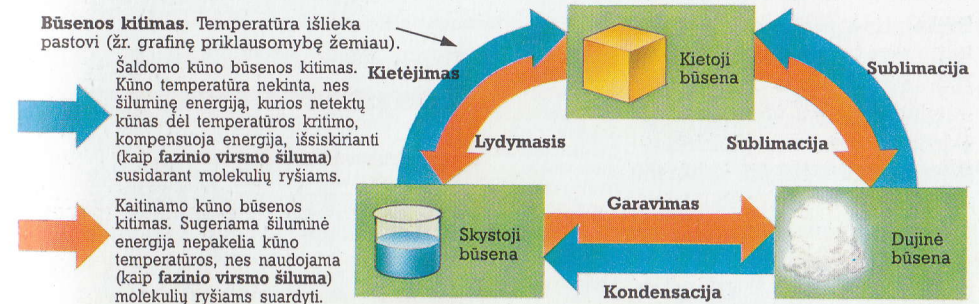 Būsenos kitimas. Temperatūra išlieka
pastovi (žr. grafinę priklausomybę žemiau).
Šaldomo kūno būsenos kitimas.
Kūno temperatūra nekinta, nes
šiluminę energiją, kurios netektų
kūnas dėl temperatūros kritimo,
kompensuoja energija, išsiskirianti
(kaip fazinio virsmo šiluma)
susidarant molekulių ryšiams.
Kaitinamo kūno būsenos
kitimas. Sugeriama šiluminė
energija nepakelia kūno
temperatūros, nes naudojama
(kaip fazinio virsmo šiluma)
molekulių ryšiams suardyti.
Kietėjimas
Kietoji
būsena
Sublimacija
Lydymasis
Sublimacija
Garavimas
Skystoji
būsena
Dujinė
būsena
Kondensacija